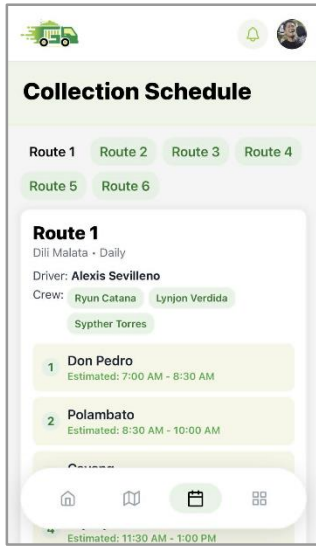 Collection Schedule
Route 1 Route 2 Route 3 Route 4
Route 5 Route 6
Route 1
Dili Malata • Daily
Driver: Alexis Sevilleno
Crew: Ryun Catana Lynjon Verdida
Sypther Torres
1 Don Pedro
Estimated: 7:00 AM - 8:30 AM
2 Polambato
Estimated: 8:30 AM - 10:00 AM
4
Estimated: 11:30 AM - 1:00 PM